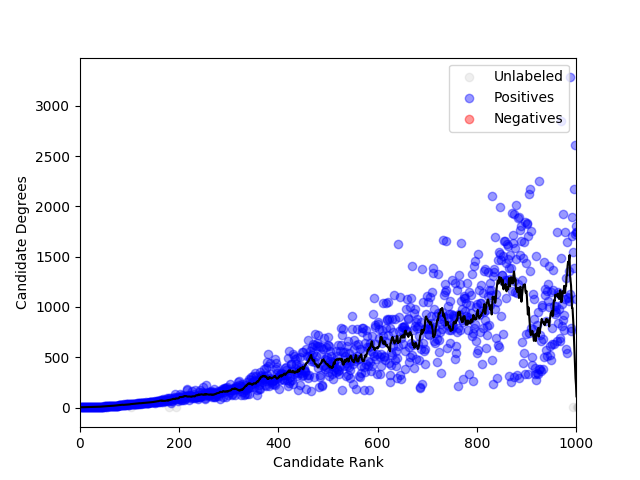 Unlabeled
Positives
Negatives
3000
2500
2000
1500
1000
500
0
Candidate Degrees
0 200 400 600 800 1000
Candidate Rank